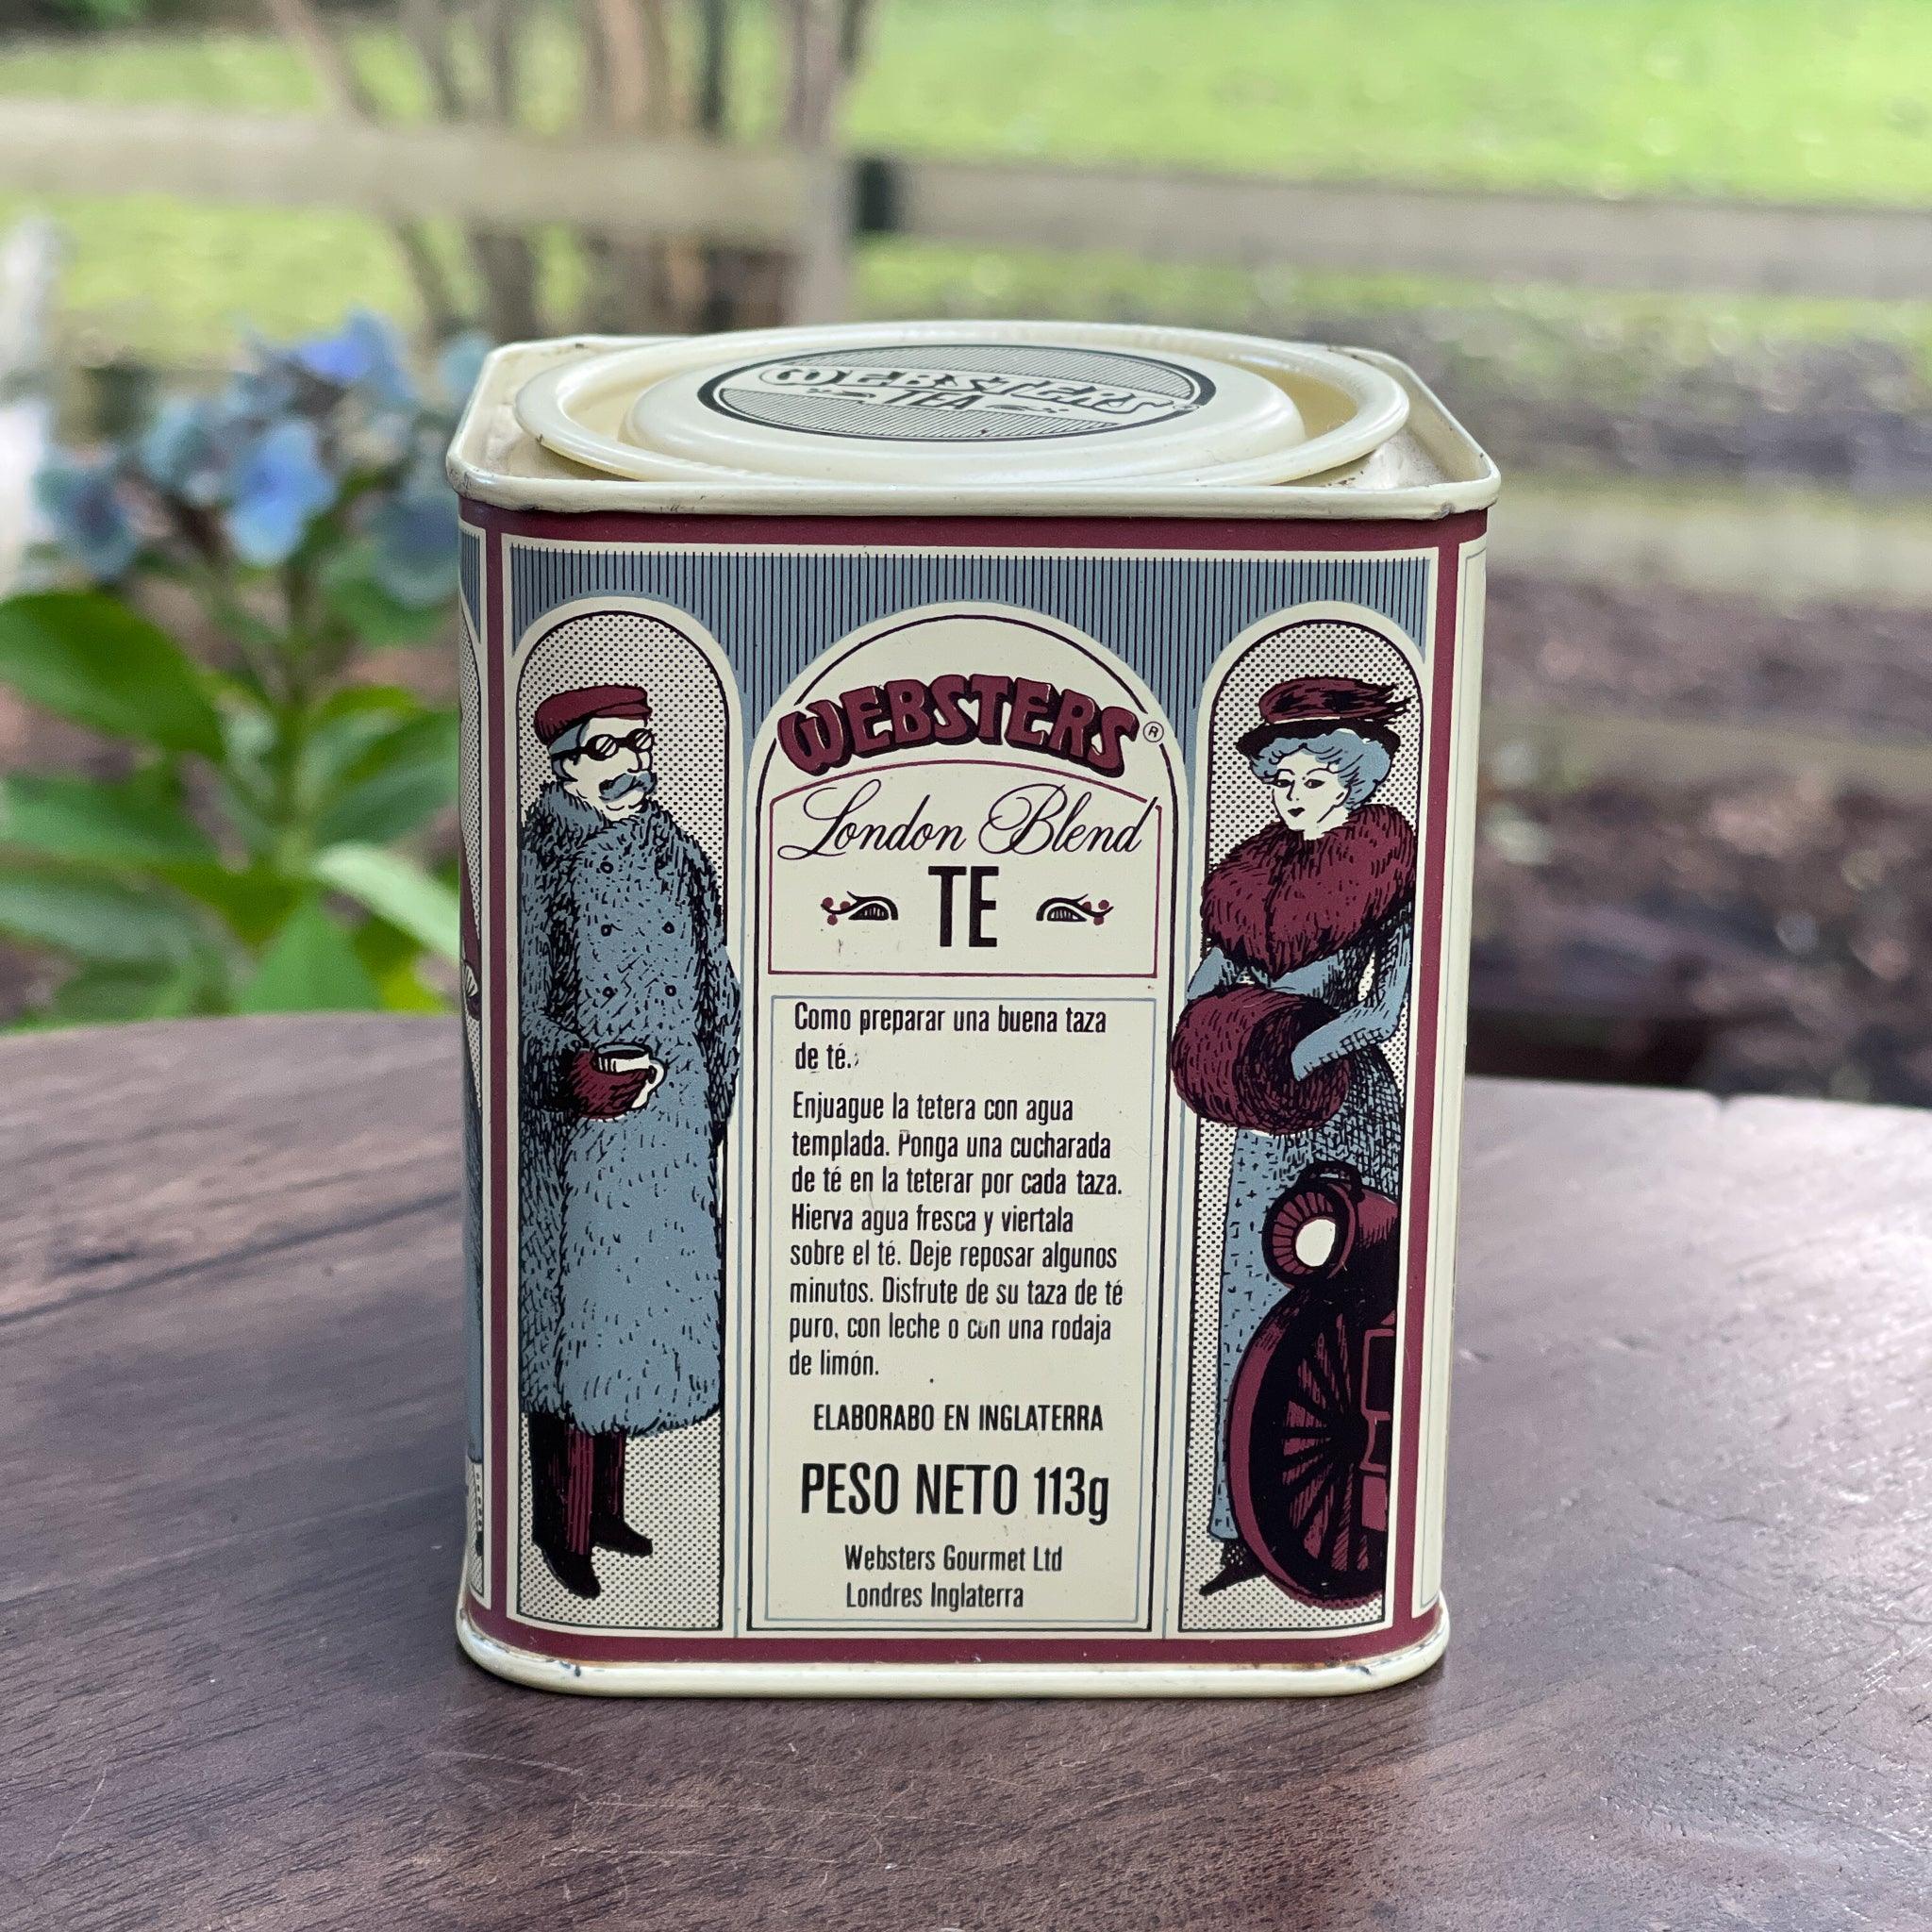 WEBSTERS
TEA
WEBSTERS®
London Blend
TE
Como preparar una buena taza
de té.
Enjuague la tetera con agua
templada. Ponga una cucharada
de té en la teterar por cada taza.
Hierva agua fresca y viertala
sobre el té. Deje reposar algunos
minutos. Disfrute de su taza de té
puro, con leche o con una rodaja
de limón.
ELABORABO EN INGLATERRA
PESO NETO 113g
Websters Gourmet Ltd
Londres Inglaterra